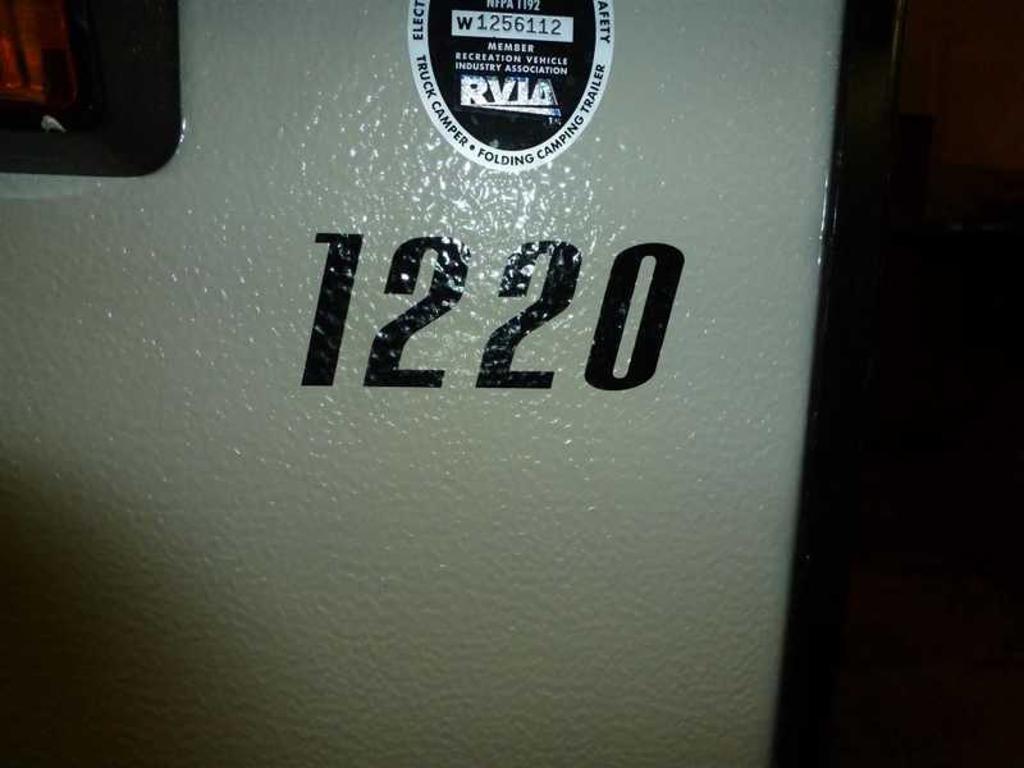 NFPA 1192
W1256112
MEMBER
RECREATION VEHICLE
INDUSTRY ASSOCIATION
RVIA
TRUCK CAMPER • FOLDING CAMPING TRAILER
1220